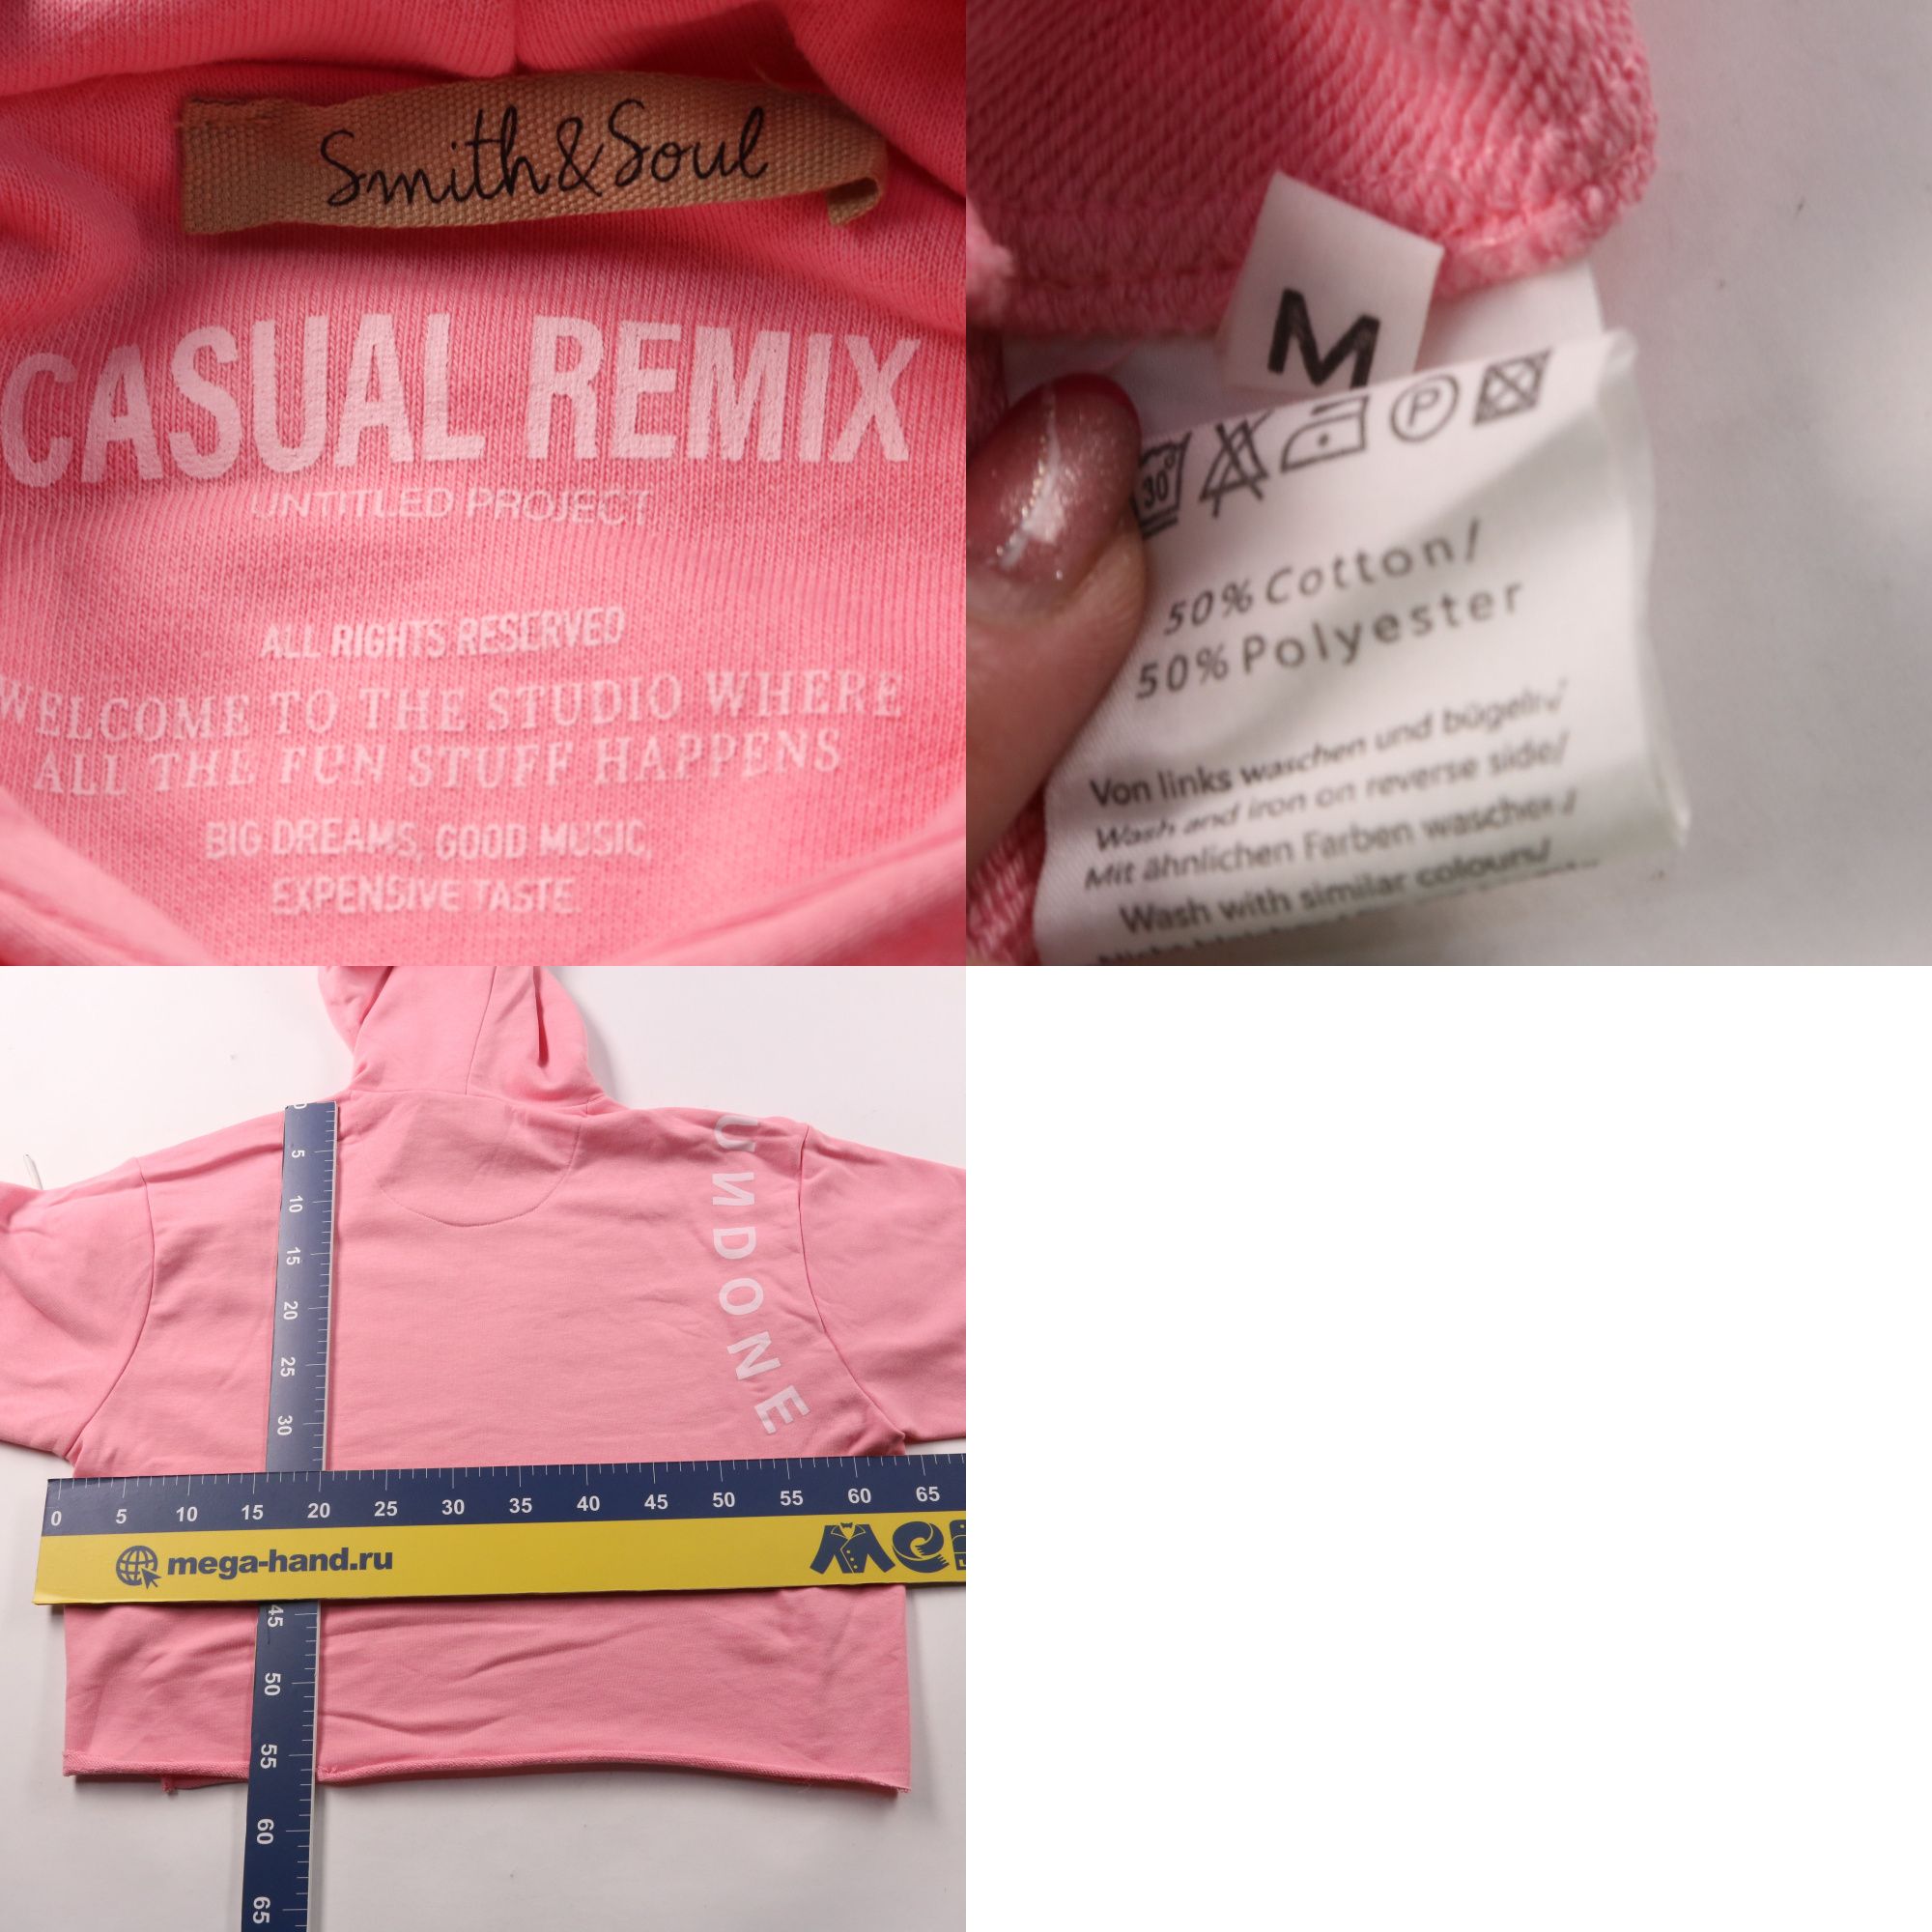 Smith&Soul
CASUAL REMIX
UNTITLED PROJECT
ALL RIGHTS RESERVED
WELCOME TO THE STUDIO WHERE
ALL THE FUN STUFF HAPPENS
BIG DREAMS, GOOD MUSIC,
EXPENSIVE TASTE.
M
30°
P
50% Cotton/
50% Polyester
Von links waschen und bügeln/
Wash and iron on reverse side/
Mit ähnlichen Farben waschen/
Wash with similar colours/
UNDONE
0 5 10 15 20 25 30
0 5 10 15 20 25 30 35 40 45 50 55 60 65
mega-hand.ru
45 50 55 60 65